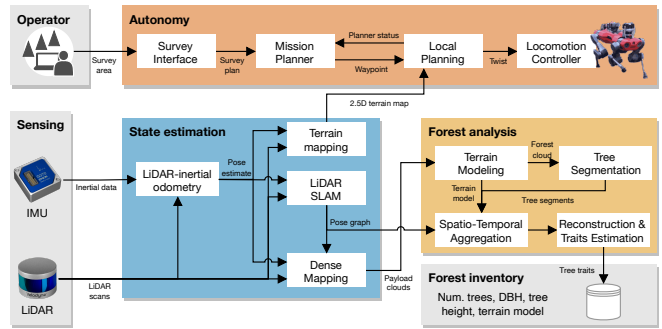 Operator
Autonomy
Survey
area
Survey
Interface
Survey
plan
Mission
Planner
Planner status
Waypoint
Local
Planning
Twist
Locomotion
Controller
2.5D terrain map
Sensing
IMU
Inertial data
LiDAR
LiDAR
scans
State estimation
LiDAR-inertial
odometry
Pose
estimate
Terrain
mapping
LiDAR
SLAM
Pose graph
Dense
Mapping
Payload
clouds
Forest analysis
Terrain
Modeling
Forest
cloud
Tree
Segmentation
Terrain
model
Tree segments
Spatio-Temporal
Aggregation
Reconstruction &
Traits Estimation
Tree traits
Forest inventory
Num. trees, DBH, tree
height, terrain model